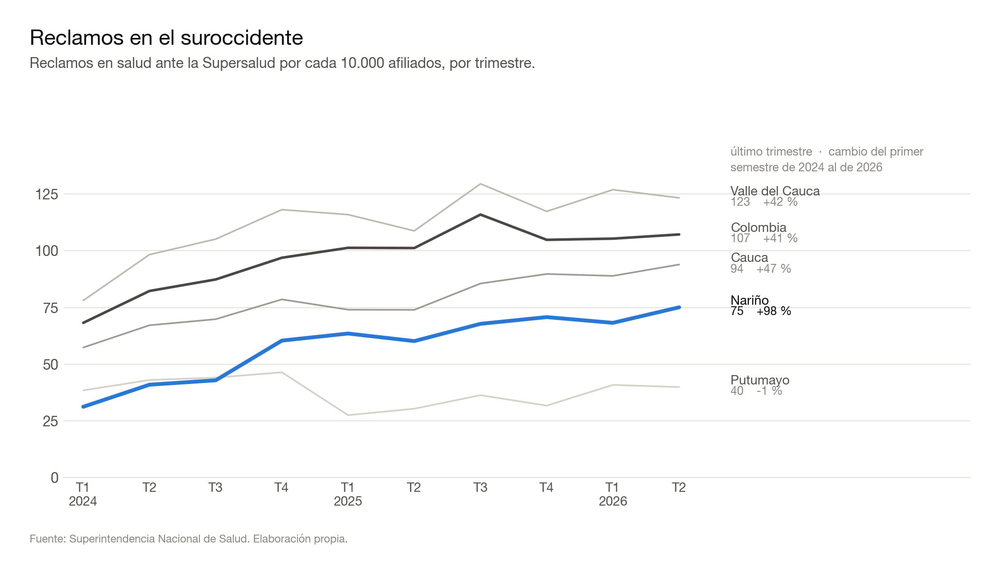 Reclamos en el suroccidente
Reclamos en salud ante la Supersalud por cada 10.000 afiliados, por trimestre.
último trimestre · cambio del primer
semestre de 2024 al de 2026
125
Valle del Cauca
123 +42 %
Colombia
107 +41 %
100
Cauca
94 +47 %
75
Nariño
75 +98 %
50
Putumayo
40 -1 %
25
0
T1 T2 T3 T4 T1 T2 T3 T4 T1 T2
2024 2025 2026
Fuente: Superintendencia Nacional de Salud. Elaboración propia.